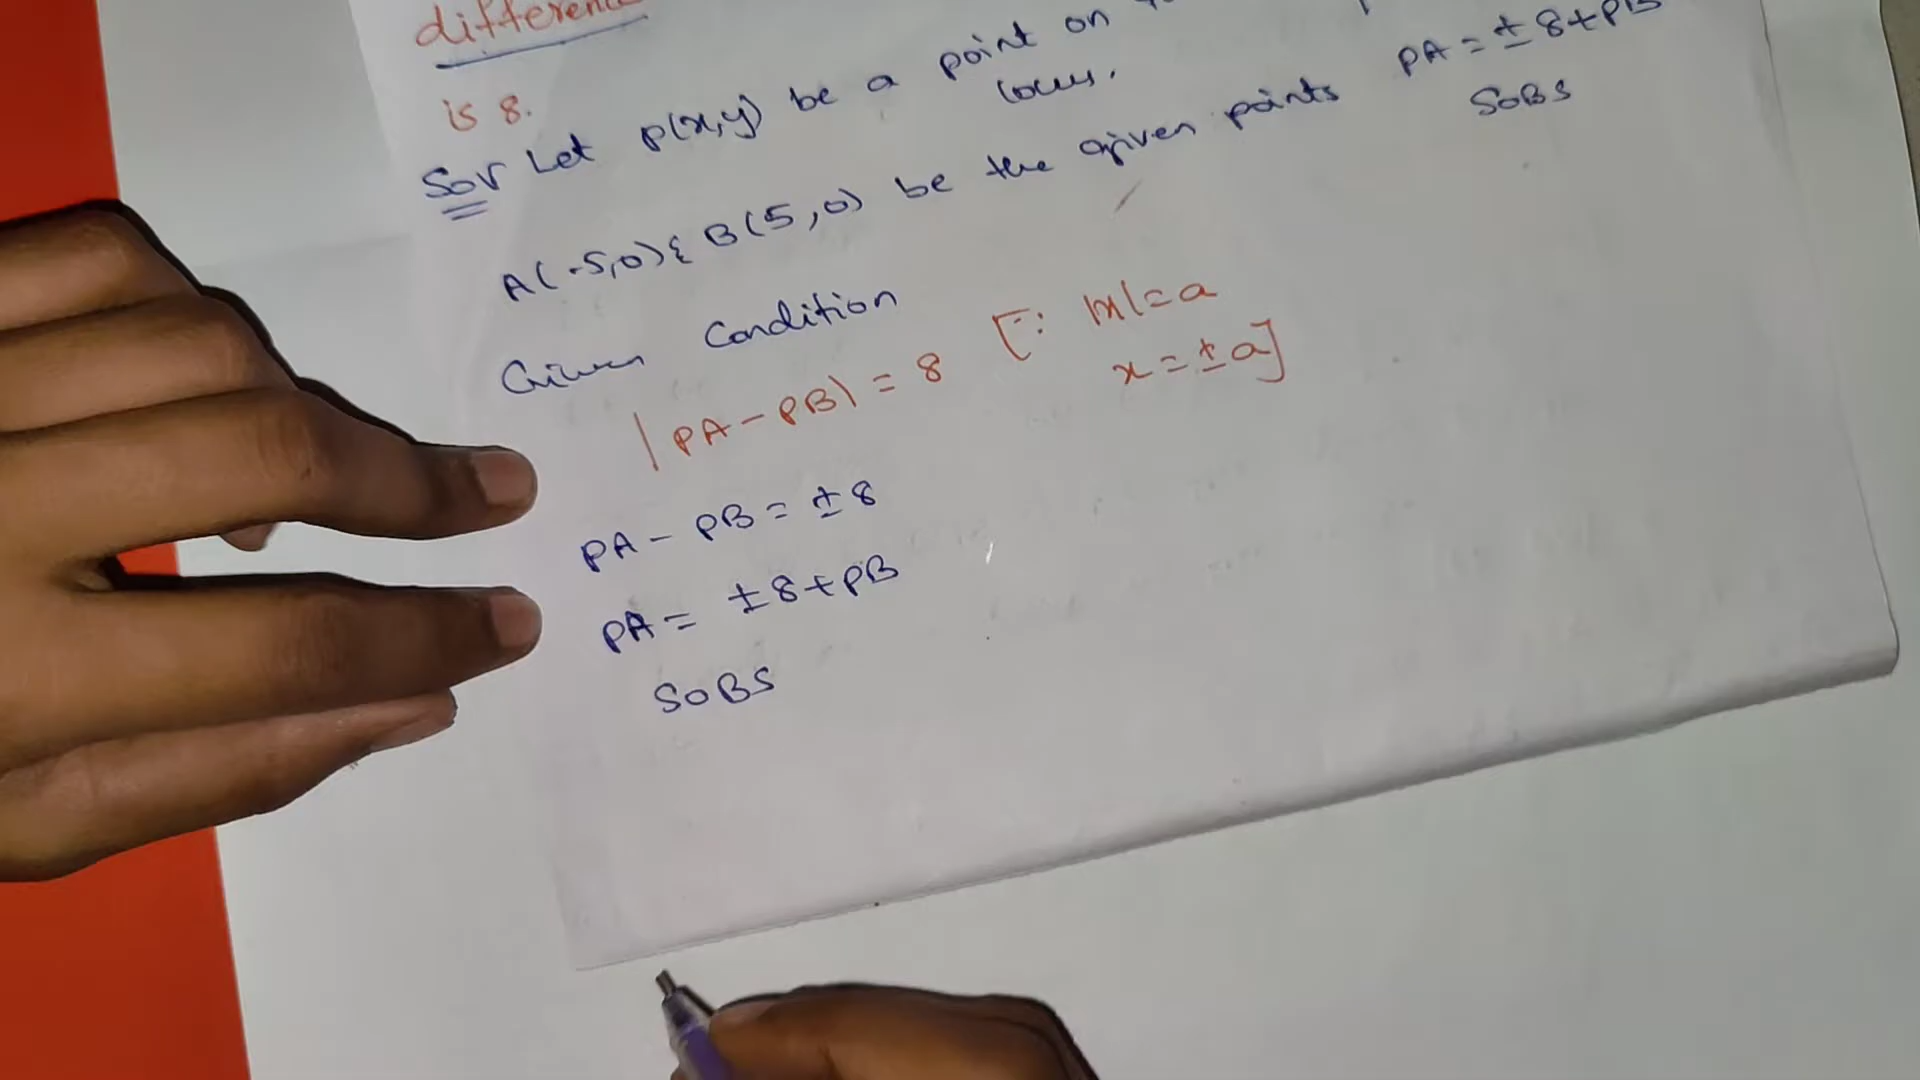 difference
is 8.
Sol Let P(x,y) be a point on
locus.
A(-5,0) & B(5,0) be the given points
Given Condition
|PA-PB| = 8 [∵ |x|=a
x=±a]
PA - PB = ±8
PA = ±8+PB
SOBS
PA = ±8+PB
SOBS